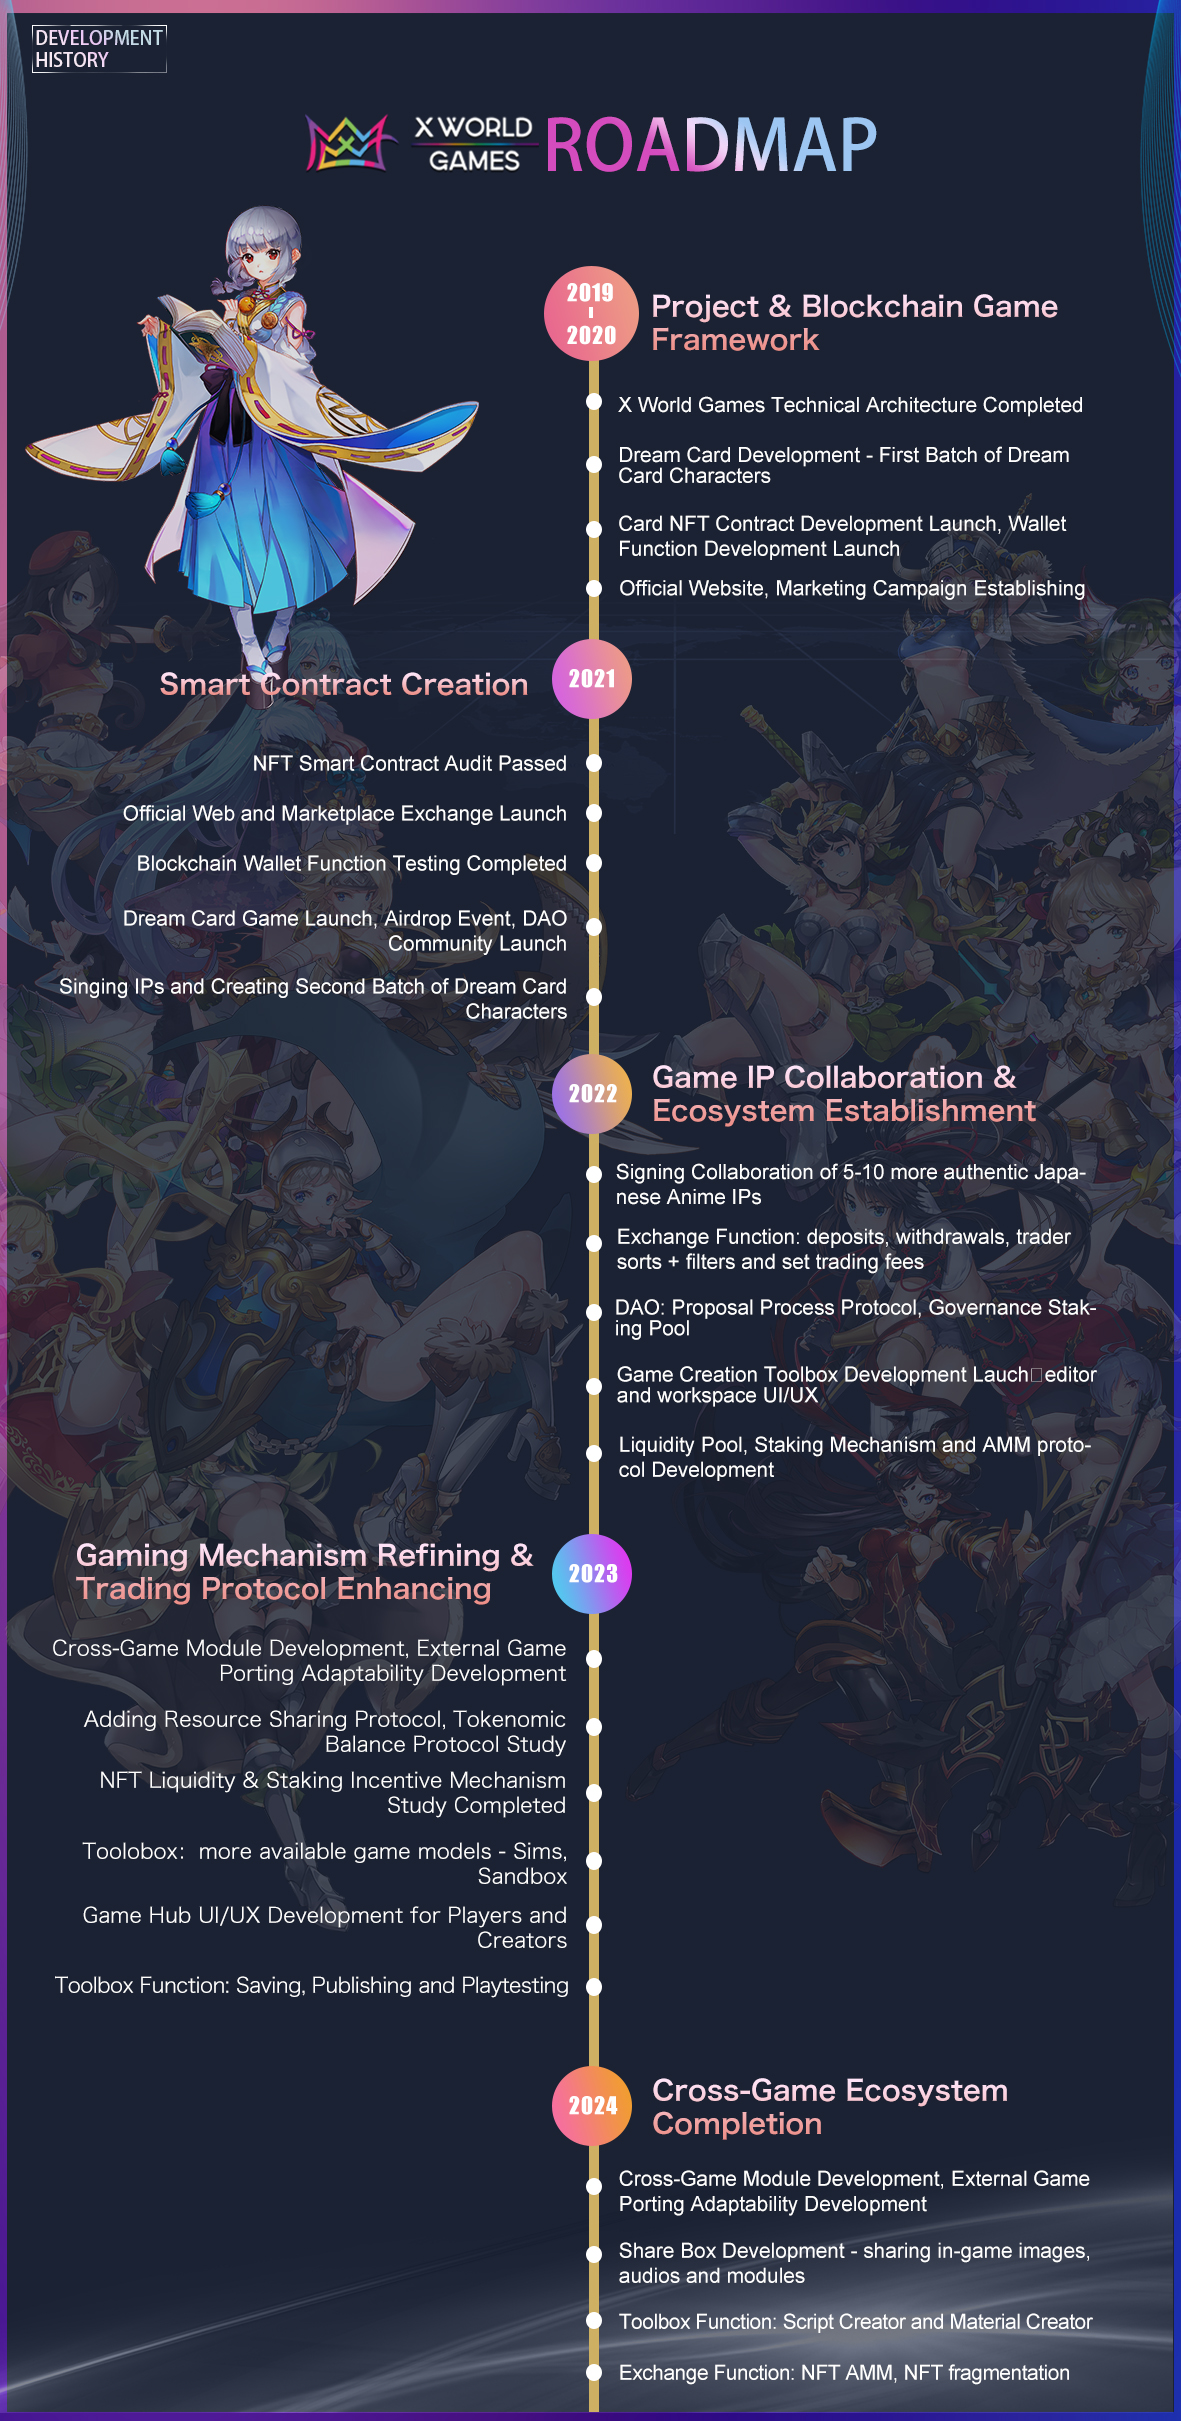 DEVELOPMENT
HISTORY
X WORLD
GAMES
ROADMAP
2019
-
2020
Project & Blockchain Game
Framework
X World Games Technical Architecture Completed
Dream Card Development - First Batch of Dream
Card Characters
Card NFT Contract Development Launch, Wallet
Function Development Launch
Official Website, Marketing Campaign Establishing
Smart Contract Creation
2021
NFT Smart Contract Audit Passed
Official Web and Marketplace Exchange Launch
Blockchain Wallet Function Testing Completed
Dream Card Game Launch, Airdrop Event, DAO
Community Launch
Singing IPs and Creating Second Batch of Dream Card
Characters
2022
Game IP Collaboration &
Ecosystem Establishment
Signing Collaboration of 5-10 more authentic Japa-
nese Anime IPs
Exchange Function: deposits, withdrawals, trader
sorts + filters and set trading fees
DAO: Proposal Process Protocol, Governance Stak-
ing Pool
Game Creation Toolbox Development Lauch□editor
and workspace UI/UX
Liquidity Pool, Staking Mechanism and AMM proto-
col Development
Gaming Mechanism Refining &
Trading Protocol Enhancing
2023
Cross-Game Module Development, External Game
Porting Adaptability Development
Adding Resource Sharing Protocol, Tokenomic
Balance Protocol Study
NFT Liquidity & Staking Incentive Mechanism
Study Completed
Toolobox：more available game models - Sims,
Sandbox
Game Hub UI/UX Development for Players and
Creators
Toolbox Function: Saving, Publishing and Playtesting
2024
Cross-Game Ecosystem
Completion
Cross-Game Module Development, External Game
Porting Adaptability Development
Share Box Development - sharing in-game images,
audios and modules
Toolbox Function: Script Creator and Material Creator
Exchange Function: NFT AMM, NFT fragmentation